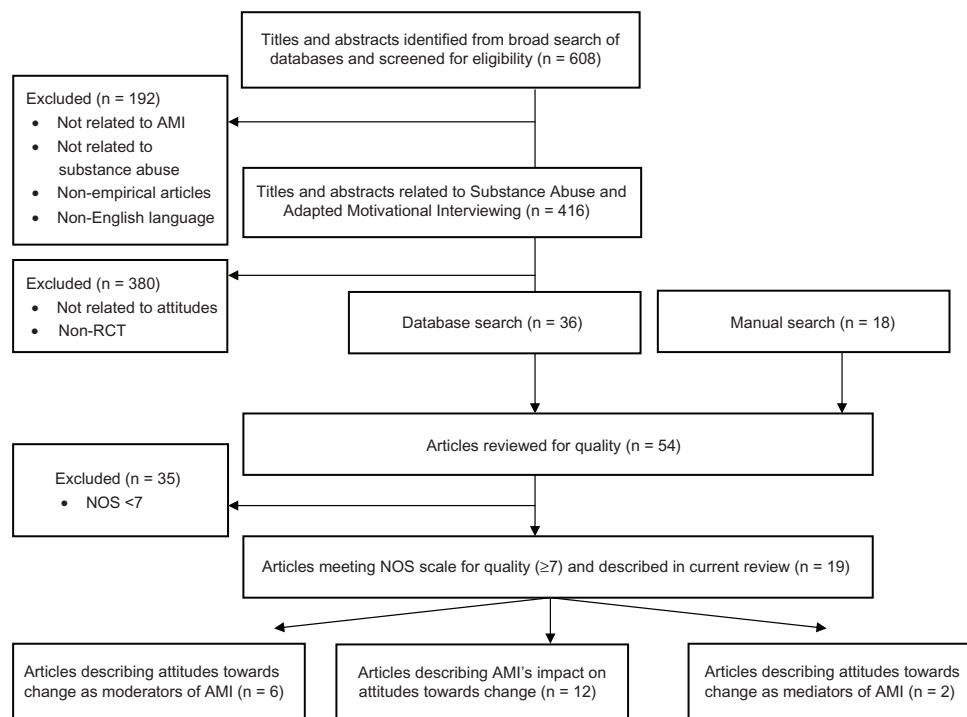 Titles and abstracts identified from broad search of
databases and screened for eligibility (n = 608)
Excluded (n = 192)
• Not related to AMI
• Not related to
substance abuse
• Non-empirical articles
• Non-English language
Titles and abstracts related to Substance Abuse and
Adapted Motivational Interviewing (n = 416)
Excluded (n = 380)
• Not related to attitudes
• Non-RCT
Database search (n = 36)
Manual search (n = 18)
Articles reviewed for quality (n = 54)
Excluded (n = 35)
• NOS <7
Articles meeting NOS scale for quality (≥7) and described in current review (n = 19)
Articles describing attitudes towards
change as moderators of AMI (n = 6)
Articles describing AMI's impact on
attitudes towards change (n = 12)
Articles describing attitudes towards
change as mediators of AMI (n = 2)